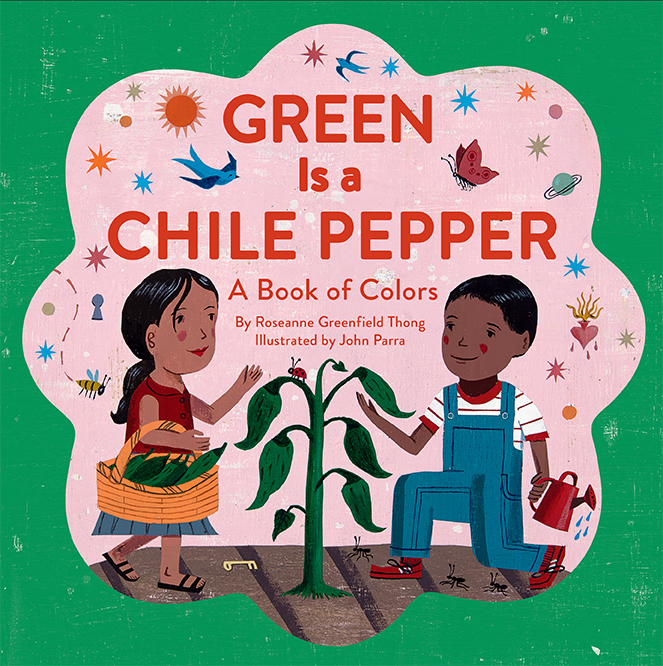 GREEN
Is a
CHILE PEPPER
A Book of Colors
By Roseanne Greenfield Thong
Illustrated by John Parra